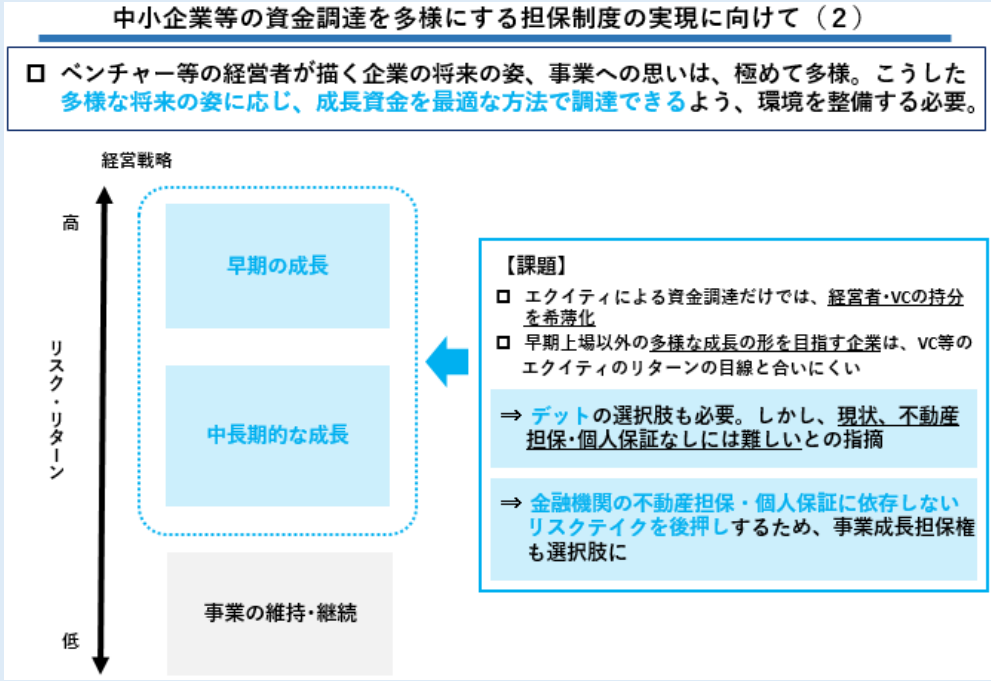 中小企業等の資金調達を多様にする担保制度の実現に向けて（２）
□ ベンチャー等の経営者が描く企業の将来の姿、事業への思いは、極めて多様。こうした
多様な将来の姿に応じ、成長資金を最適な方法で調達できるよう、環境を整備する必要。
経営戦略
高
リスク・リターン
低
早期の成長
中長期的な成長
事業の維持・継続
【課題】
□ エクイティによる資金調達だけでは、経営者・VCの持分
を希薄化
□ 早期上場以外の多様な成長の形を目指す企業は、VC等の
エクイティのリターンの目線と合いにくい
⇒ デットの選択肢も必要。しかし、現状、不動産
担保・個人保証なしには難しいとの指摘
⇒ 金融機関の不動産担保・個人保証に依存しない
リスクテイクを後押しするため、事業成長担保権
も選択肢に